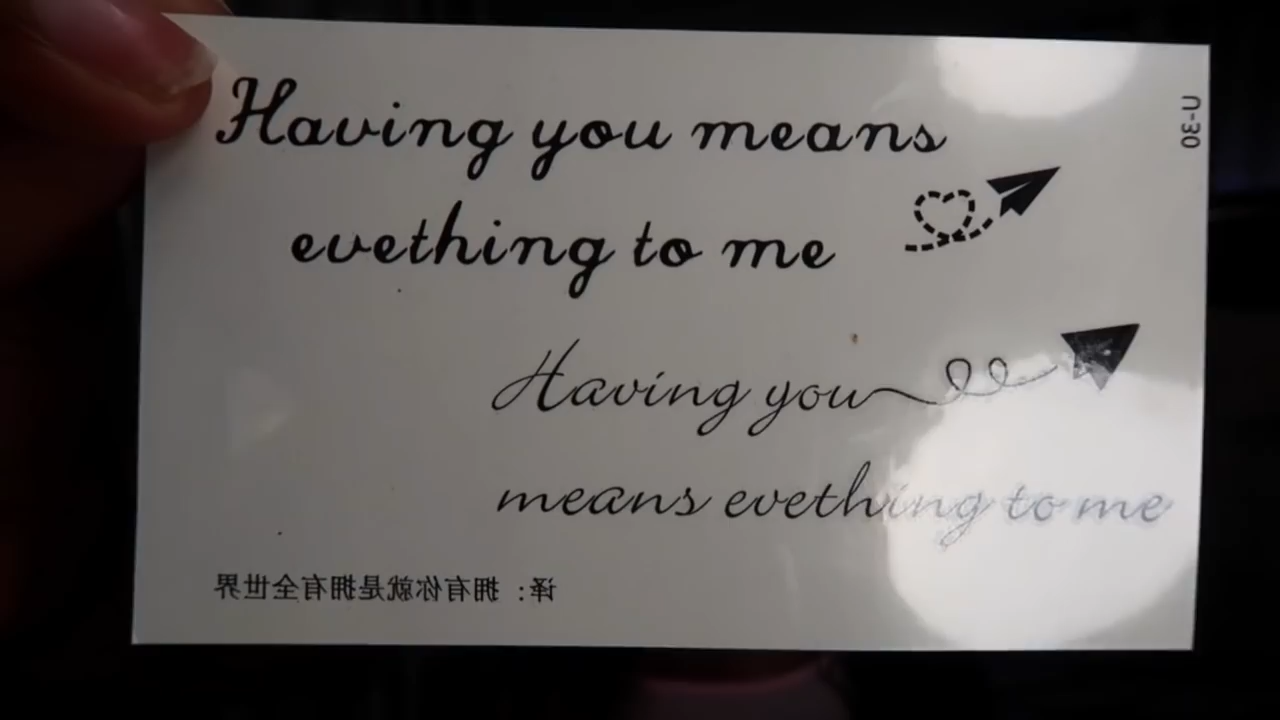 Having you means
evething to me
U-30
Having you
means evething to me
译：拥有你就是拥有全世界